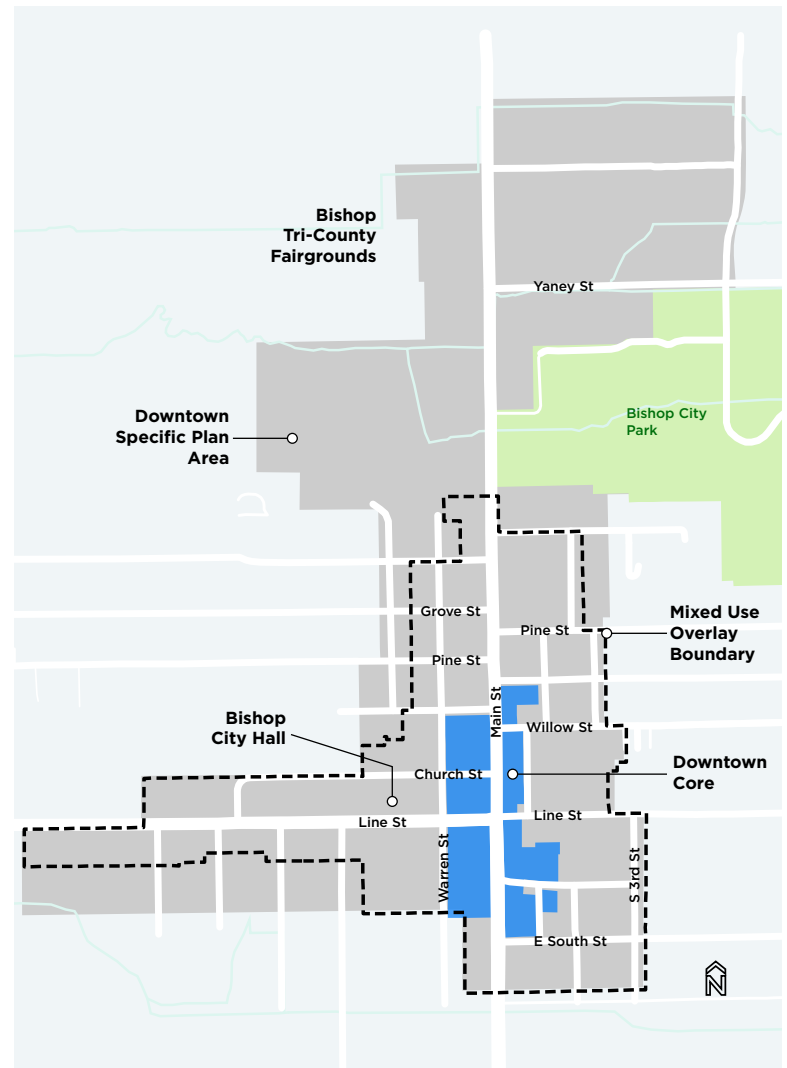 Bishop
Tri-County
Fairgrounds
Yaney St
Downtown
Specific Plan
Area
Bishop City
Park
Grove St
Pine St
Mixed Use
Overlay
Boundary
Pine St
Main St
Bishop
City Hall
Willow St
Church St
Downtown
Core
Line St
Line St
Warren St
S 3rd St
E South St
N